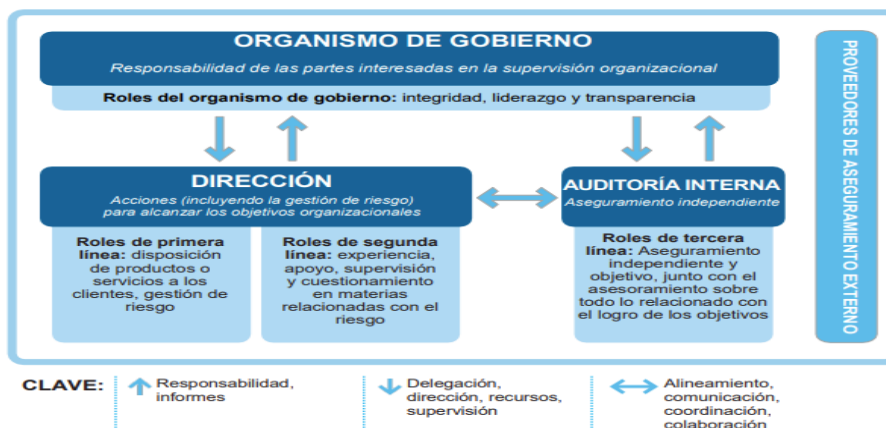 ORGANISMO DE GOBIERNO
Responsabilidad de las partes interesadas en la supervisión organizacional
Roles del organismo de gobierno: integridad, liderazgo y transparencia
DIRECCIÓN
Acciones (incluyendo la gestión de riesgo)
para alcanzar los objetivos organizacionales
Roles de primera
línea: disposición
de productos o
servicios a los
clientes, gestión de
riesgo
Roles de segunda
línea: experiencia,
apoyo, supervisión
y cuestionamiento
en materias
relacionadas con el
riesgo
AUDITORÍA INTERNA
Aseguramiento independiente
Roles de tercera
línea: Aseguramiento
independiente y
objetivo, junto con el
asesoramiento sobre
todo lo relacionado con
el logro de los objetivos
PROVEEDORES DE ASEGURAMIENTO EXTERNO
CLAVE:
Responsabilidad,
informes
Delegación,
dirección, recursos,
supervisión
Alineamiento,
comunicación,
coordinación,
colaboración